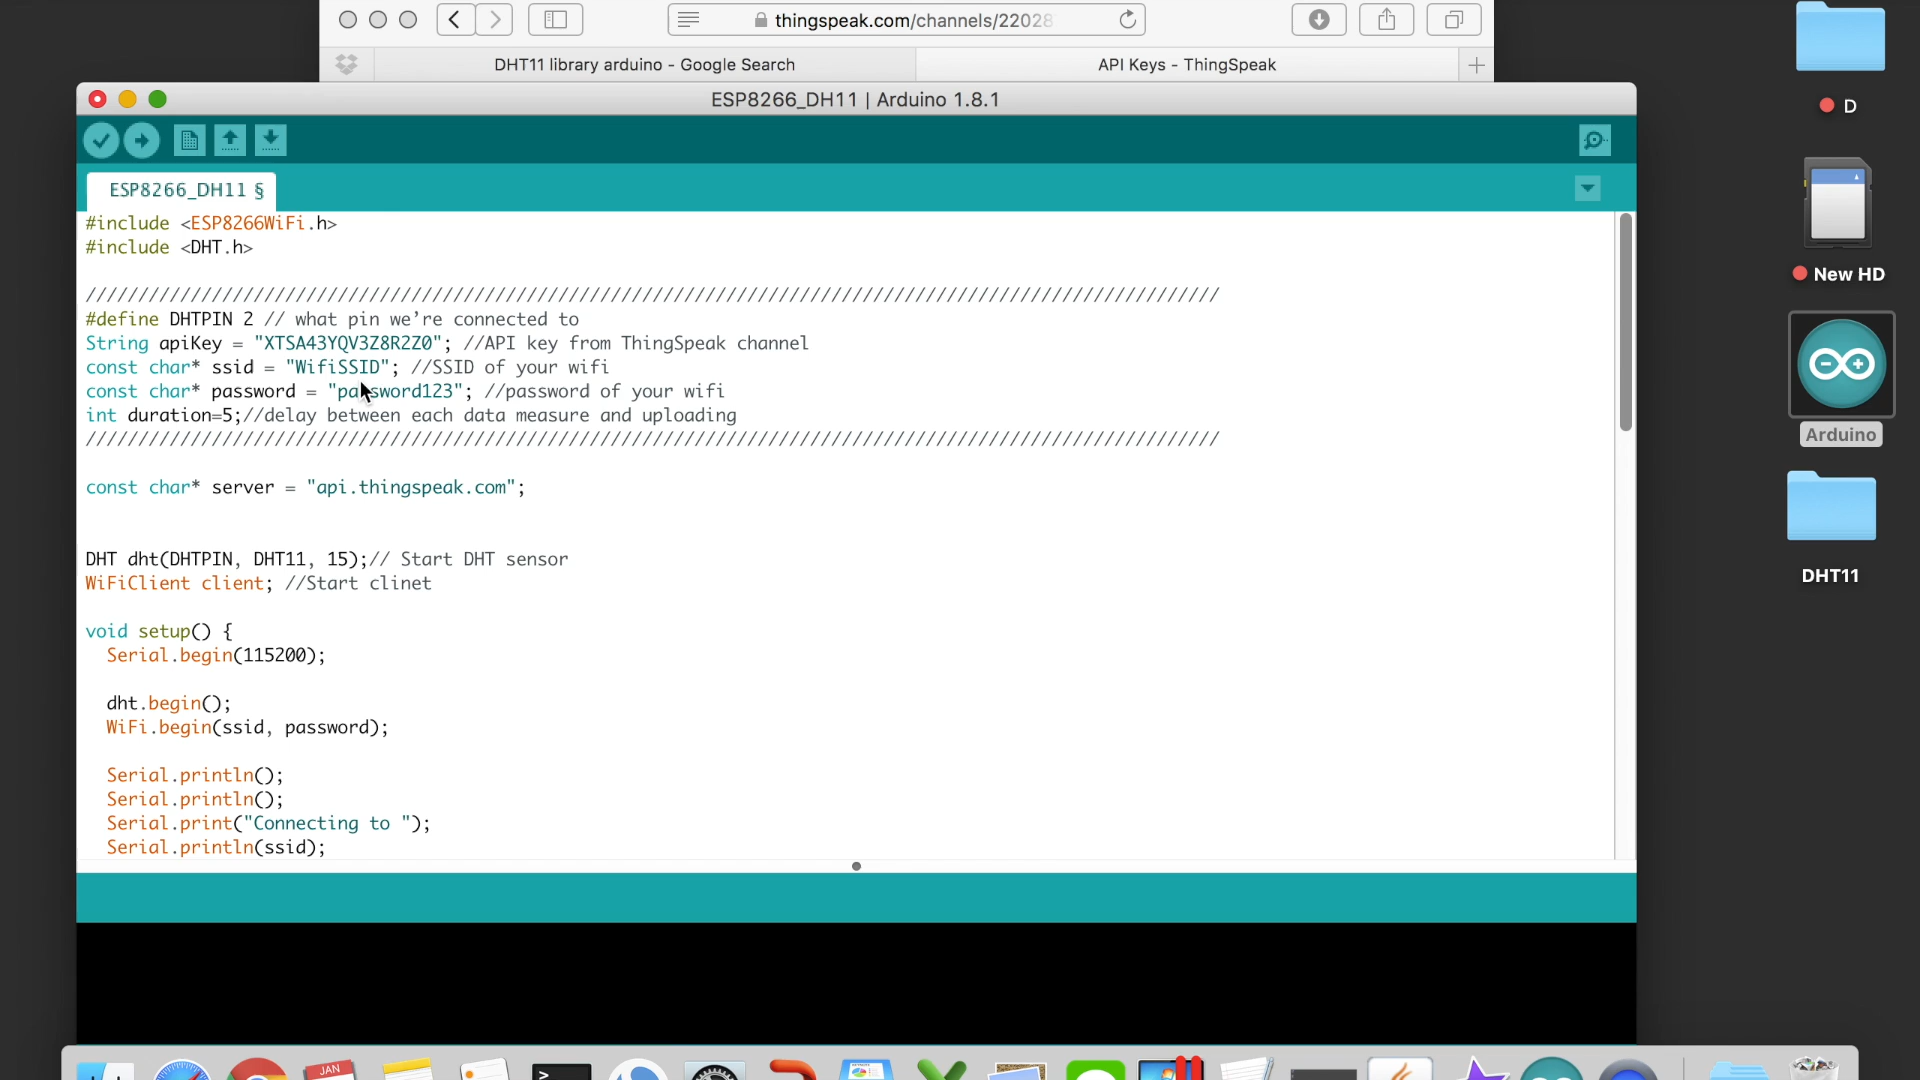 thingspeak.com/channels/22028
DHT11 library arduino - Google Search
API Keys - ThingSpeak
ESP8266_DH11 | Arduino 1.8.1
ESP8266_DH11 §
#include <ESP8266WiFi.h>
#include <DHT.h>
////////////////////////////////////////////////////////////////////////////////////////////////////////////
#define DHTPIN 2 // what pin we’re connected to
String apiKey = "XTSA43YQV3Z8R2Z0"; //API key from ThingSpeak channel
const char* ssid = "WifiSSID"; //SSID of your wifi
const char* password = "password123"; //password of your wifi
int duration=5;//delay between each data measure and uploading
////////////////////////////////////////////////////////////////////////////////////////////////////////////
const char* server = "api.thingspeak.com";
DHT dht(DHTPIN, DHT11, 15);// Start DHT sensor
WiFiClient client; //Start clinet
void setup() {
Serial.begin(115200);
dht.begin();
WiFi.begin(ssid, password);
Serial.println();
Serial.println();
Serial.print("Connecting to ");
Serial.println(ssid);
D
New HD
Arduino
DHT11
JAN